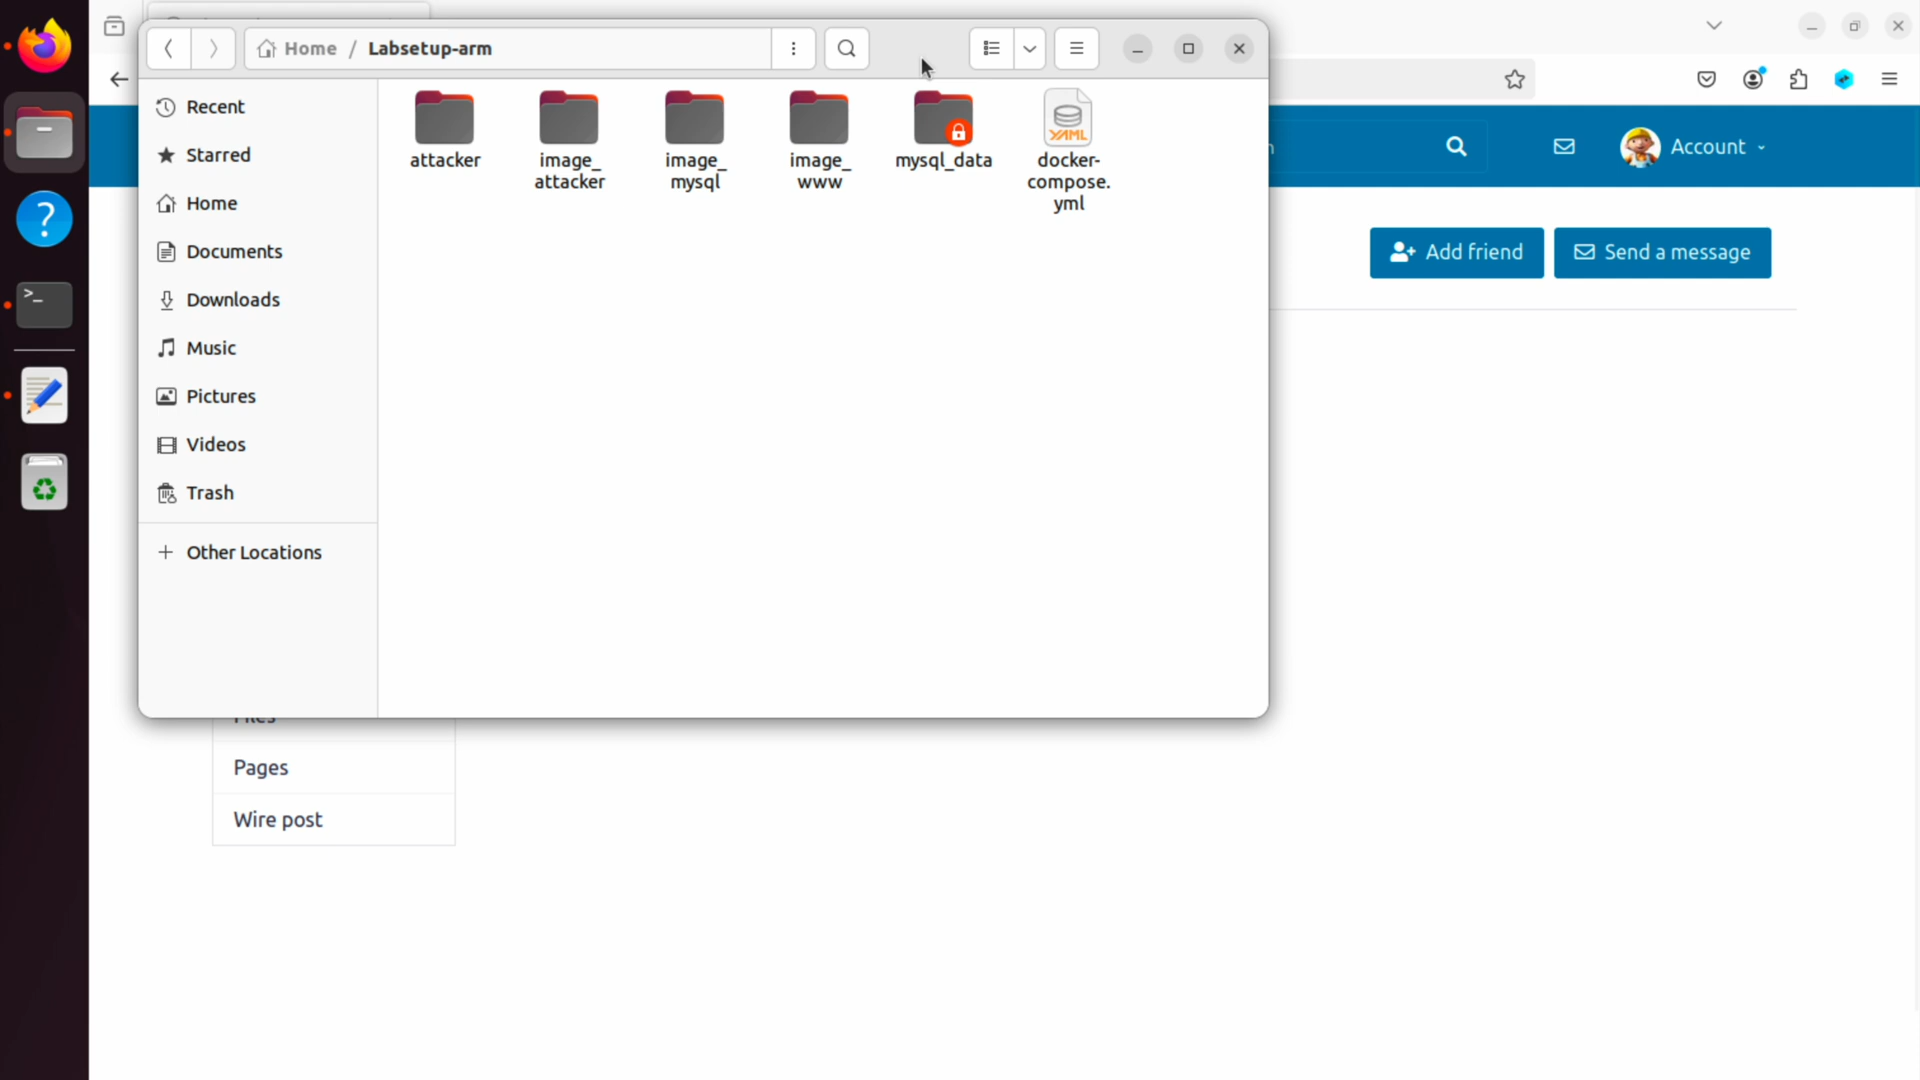 Home / Labsetup-arm
Recent
Starred
Home
Documents
Downloads
Music
Pictures
Videos
Trash
Other Locations
attacker
image_
attacker
image_
mysql
image_
www
mysql_data
YAML
docker-
compose.
yml
Account
Add friend
Send a message
Pages
Wire post